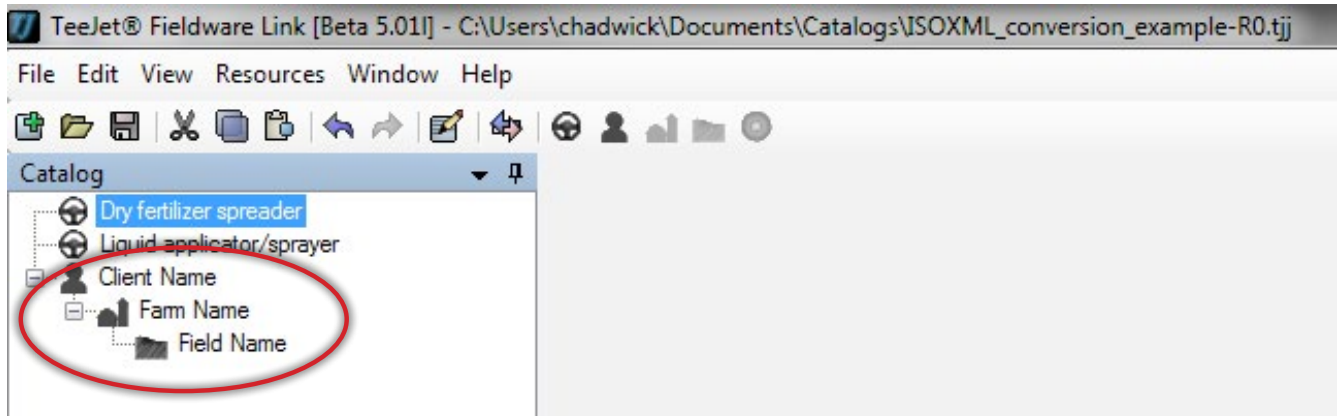 TeeJet® Fieldware Link [Beta 5.01l] - C:\Users\chadwick\Documents\Catalogs\ISOXML_conversion_example-R0.tjj
File Edit View Resources Window Help
Catalog
Dry fertilizer spreader
Liquid applicator/sprayer
Client Name
Farm Name
Field Name